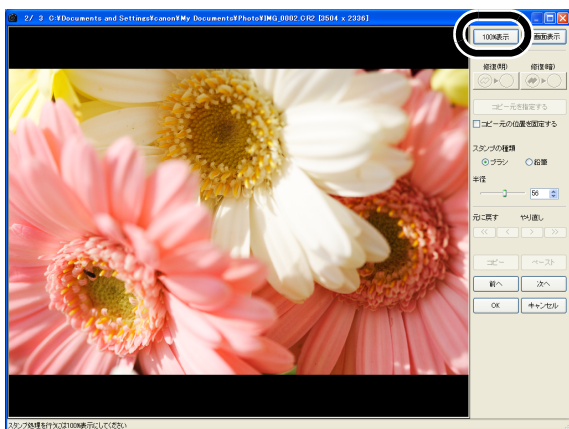 2/ 3 C:¥Documents and Settings¥canon¥My Documents¥Photo¥IMG_0002.CR2 [3504 x 2336]
100%表示 画面表示
修復(明) 修復(暗)
コピー元を指定する
コピー元の位置を固定する
スタンプの種類
ブラシ 鉛筆
半径
56
元に戻す やり直し
<< < > >>
コピー ペースト
前へ 次へ
OK キャンセル
スタンプ処理を行うには100%表示にしてください